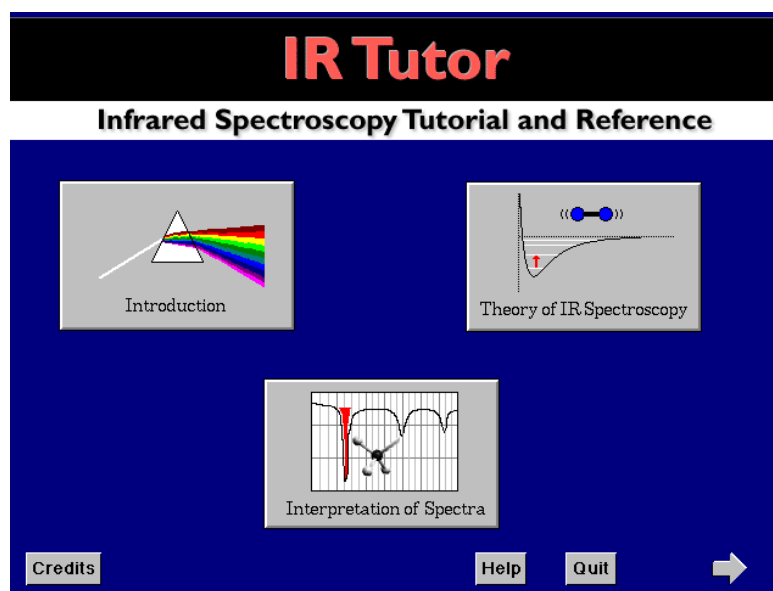 IR Tutor
Infrared Spectroscopy Tutorial and Reference
Introduction
Theory of IR Spectroscopy
Interpretation of Spectra
Credits
Help
Quit